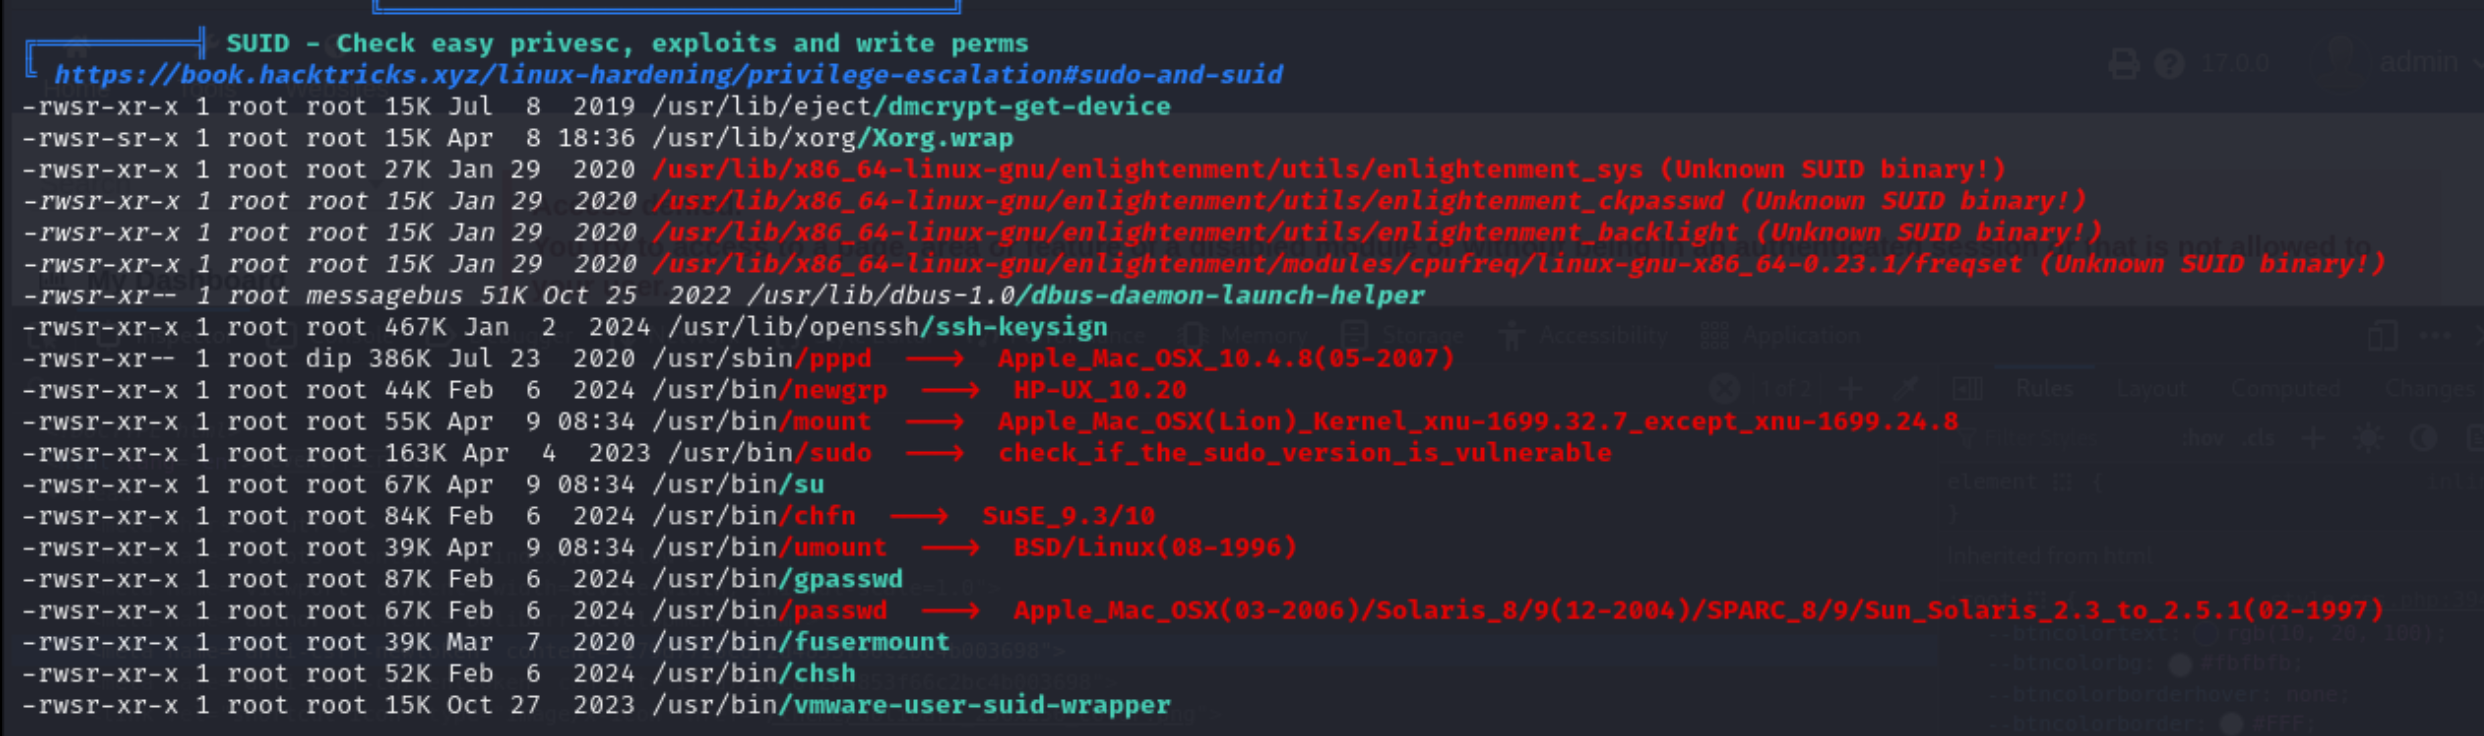 SUID - Check easy privesc, exploits and write perms
https://book.hacktricks.xyz/linux-hardening/privilege-escalation#sudo-and-suid
-rwsr-xr-x 1 root root 15K Jul  8  2019 /usr/lib/eject/dmcrypt-get-device
-rwsr-sr-x 1 root root 15K Apr  8 18:36 /usr/lib/xorg/Xorg.wrap
-rwsr-xr-x 1 root root 27K Jan 29  2020 /usr/lib/x86_64-linux-gnu/enlightenment/utils/enlightenment_sys (Unknown SUID binary!)
-rwsr-xr-x 1 root root 15K Jan 29  2020 /usr/lib/x86_64-linux-gnu/enlightenment/utils/enlightenment_ckpasswd (Unknown SUID binary!)
-rwsr-xr-x 1 root root 15K Jan 29  2020 /usr/lib/x86_64-linux-gnu/enlightenment/utils/enlightenment_backlight (Unknown SUID binary!)
-rwsr-xr-x 1 root root 15K Jan 29  2020 /usr/lib/x86_64-linux-gnu/enlightenment/modules/cpufreq/linux-gnu-x86_64-0.23.1/freqset (Unknown SUID binary!)
-rwsr-xr-- 1 root messagebus 51K Oct 25  2022 /usr/lib/dbus-1.0/dbus-daemon-launch-helper
-rwsr-xr-x 1 root root 467K Jan  2  2024 /usr/lib/openssh/ssh-keysign
-rwsr-xr-- 1 root dip 386K Jul 23  2020 /usr/sbin/pppd  --->  Apple_Mac_OSX_10.4.8(05-2007)
-rwsr-xr-x 1 root root 44K Feb  6  2024 /usr/bin/newgrp  --->  HP-UX_10.20
-rwsr-xr-x 1 root root 55K Apr  9 08:34 /usr/bin/mount  --->  Apple_Mac_OSX(Lion)_Kernel_xnu-1699.32.7_except_xnu-1699.24.8
-rwsr-xr-x 1 root root 163K Apr  4  2023 /usr/bin/sudo  --->  check_if_the_sudo_version_is_vulnerable
-rwsr-xr-x 1 root root 67K Apr  9 08:34 /usr/bin/su
-rwsr-xr-x 1 root root 84K Feb  6  2024 /usr/bin/chfn  --->  SuSE_9.3/10
-rwsr-xr-x 1 root root 39K Apr  9 08:34 /usr/bin/umount  --->  BSD/Linux(08-1996)
-rwsr-xr-x 1 root root 87K Feb  6  2024 /usr/bin/gpasswd
-rwsr-xr-x 1 root root 67K Feb  6  2024 /usr/bin/passwd  --->  Apple_Mac_OSX(03-2006)/Solaris_8/9(12-2004)/SPARC_8/9/Sun_Solaris_2.3_to_2.5.1(02-1997)
-rwsr-xr-x 1 root root 39K Mar  7  2020 /usr/bin/fusermount
-rwsr-xr-x 1 root root 52K Feb  6  2024 /usr/bin/chsh
-rwsr-xr-x 1 root root 15K Oct 27  2023 /usr/bin/vmware-user-suid-wrapper